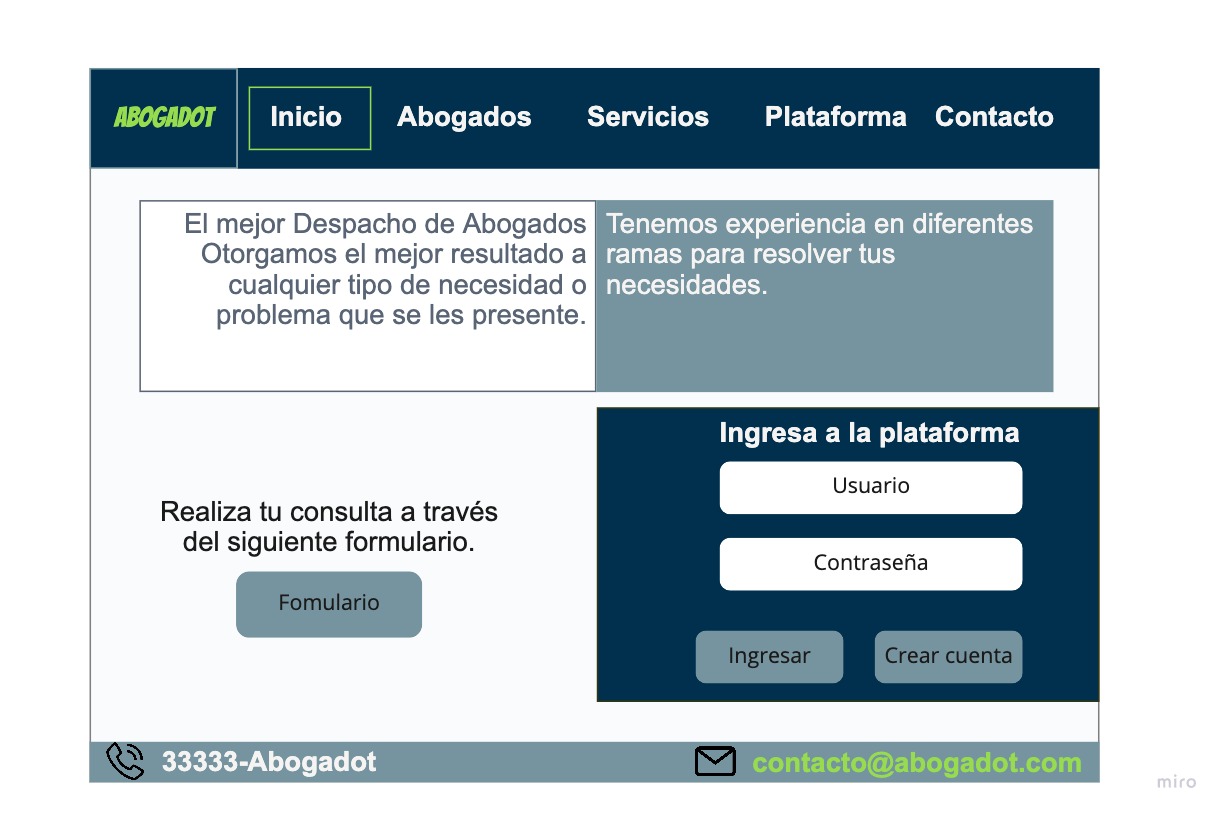 ABOGADOT
Inicio
Abogados
Servicios
Plataforma
Contacto
El mejor Despacho de Abogados
Otorgamos el mejor resultado a
cualquier tipo de necesidad o
problema que se les presente.
Tenemos experiencia en diferentes
ramas para resolver tus
necesidades.
Realiza tu consulta a través
del siguiente formulario.
Fomulario
Ingresa a la plataforma
Usuario
Contraseña
Ingresar
Crear cuenta
33333-Abogadot
contacto@abogadot.com
miro